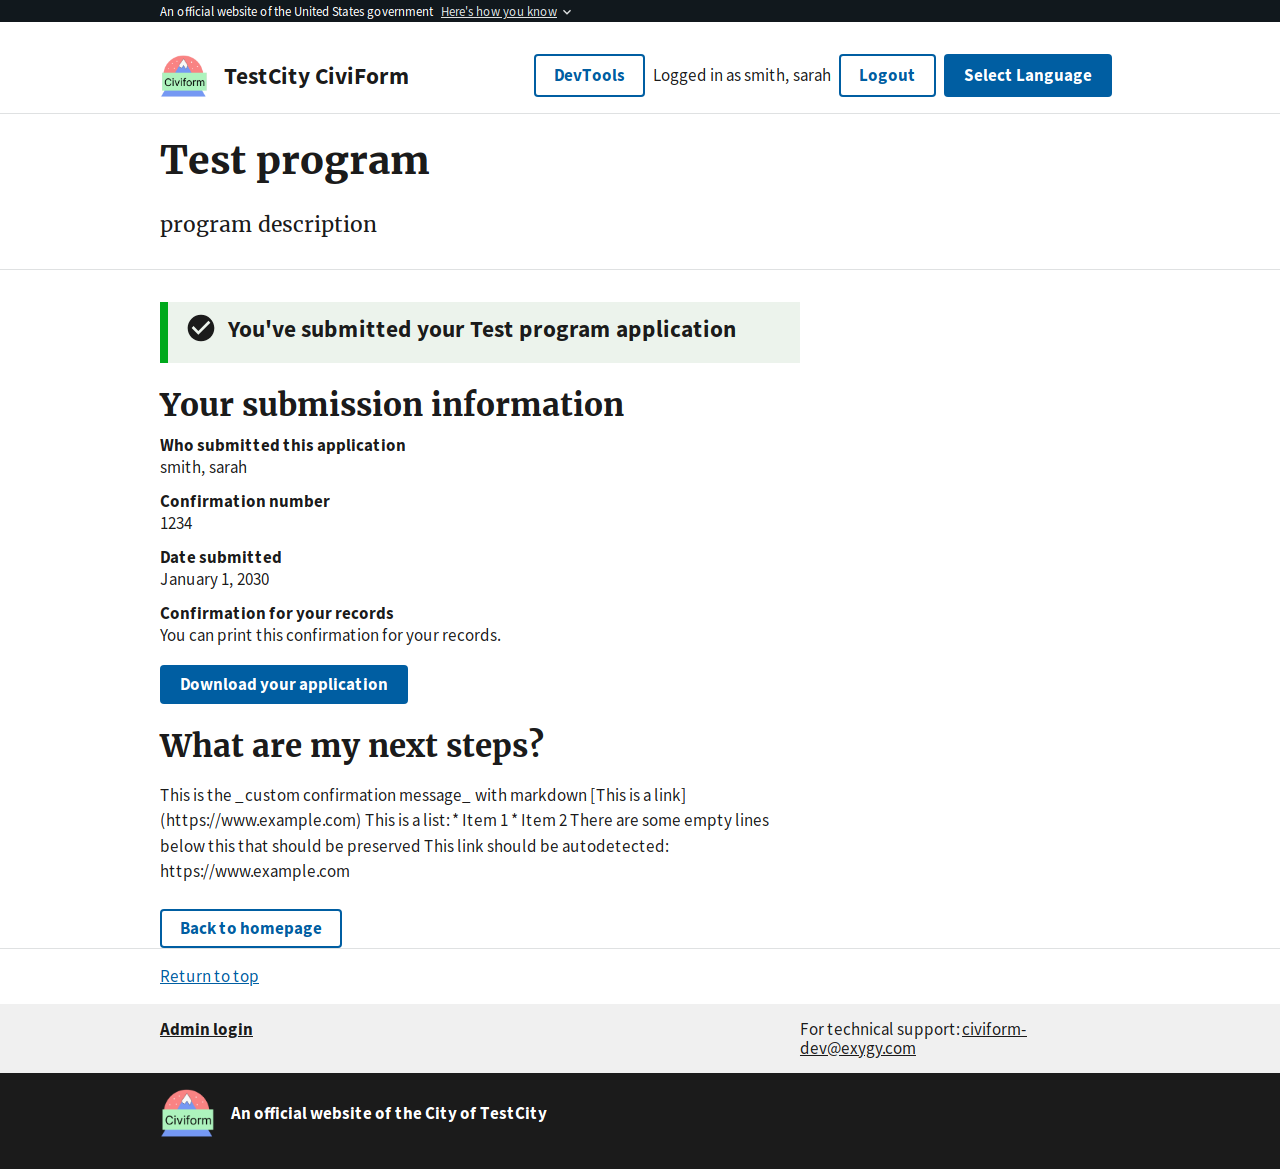 An official website of the United States government Here's how you know
Civiform
TestCity CiviForm
DevTools
Logged in as smith, sarah
Logout
Select Language
Test program
program description
You've submitted your Test program application
Your submission information
Who submitted this application
smith, sarah
Confirmation number
1234
Date submitted
January 1, 2030
Confirmation for your records
You can print this confirmation for your records.
Download your application
What are my next steps?
This is the _custom confirmation message_ with markdown [This is a link]
(https://www.example.com) This is a list: * Item 1 * Item 2 There are some empty lines
below this that should be preserved This link should be autodetected:
https://www.example.com
Back to homepage
Return to top
Admin login
For technical support: civiform-
dev@exygy.com
Civiform
An official website of the City of TestCity